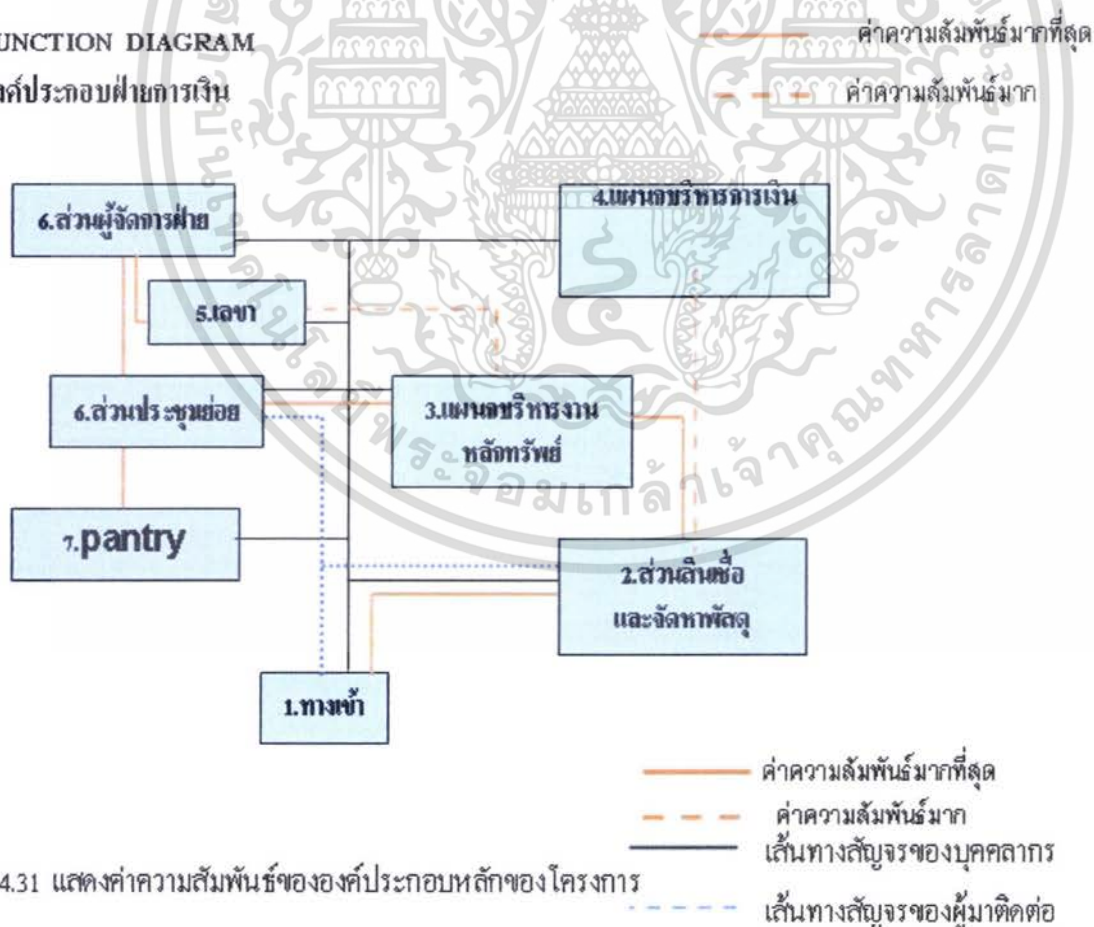 UNCTION DIAGRAM
งค์ประกอบฝ่ายการเงิน
ค่าความสัมพันธ์มากที่สุด
ค่าความสัมพันธ์มาก
6.ส่วนผู้จัดการฝ่าย
4.แผนกบริหารการเงิน
5.เลขา
6.ส่วนประชุมย่อย
3.แผนกบริหารงาน
หลักทรัพย์
7.pantry
2.ส่วนสินเชื่อ
และจัดหาพัสดุ
1.ทางเข้า
ค่าความสัมพันธ์มากที่สุด
ค่าความสัมพันธ์มาก
เส้นทางสัญจรของบุคคลากร
4.31 แสดงค่าความสัมพันธ์ขององค์ประกอบหลักของโครงการ
เส้นทางสัญจรของผู้มาติดต่อ